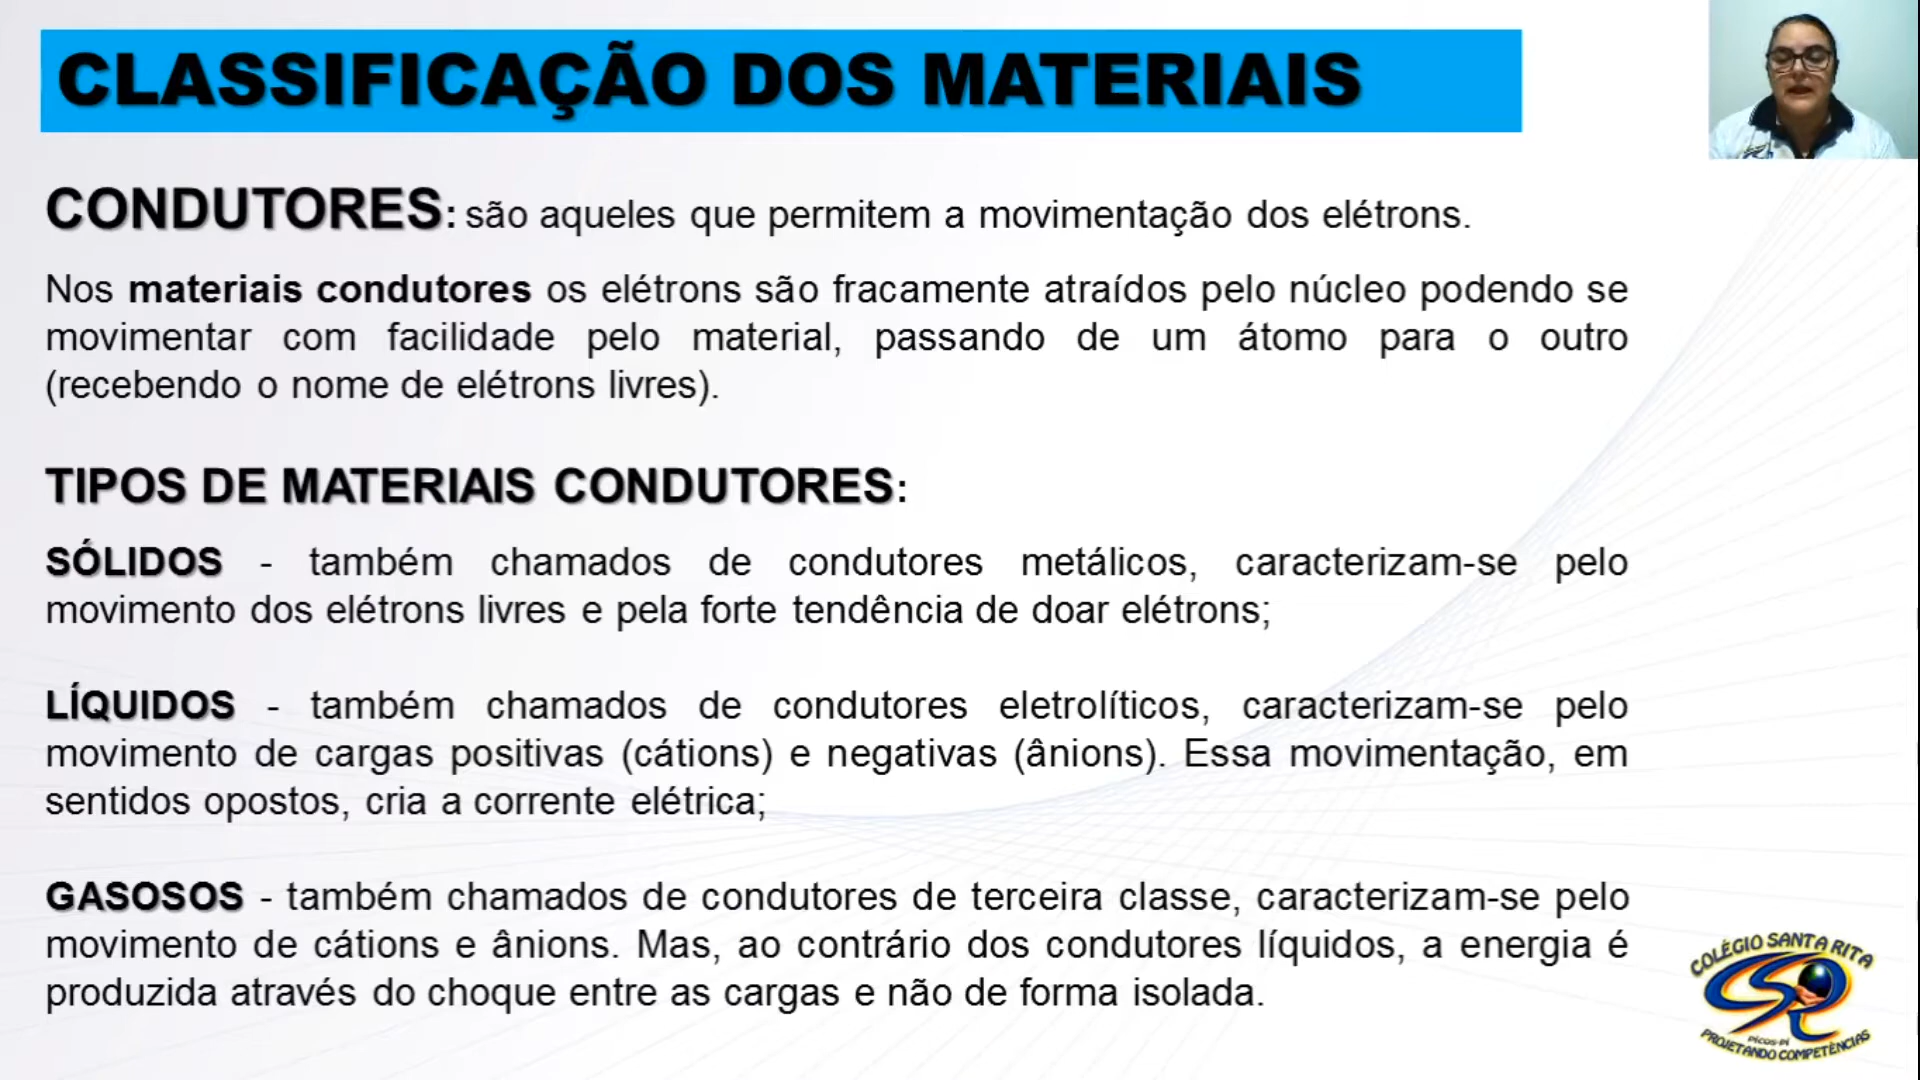 CLASSIFICAÇÃO DOS MATERIAIS
CONDUTORES: são aqueles que permitem a movimentação dos elétrons.
Nos materiais condutores os elétrons são fracamente atraídos pelo núcleo podendo se
movimentar com facilidade pelo material, passando de um átomo para o outro
(recebendo o nome de elétrons livres).
TIPOS DE MATERIAIS CONDUTORES:
SÓLIDOS - também chamados de condutores metálicos, caracterizam-se pelo
movimento dos elétrons livres e pela forte tendência de doar elétrons;
LÍQUIDOS - também chamados de condutores eletrolíticos, caracterizam-se pelo
movimento de cargas positivas (cátions) e negativas (ânions). Essa movimentação, em
sentidos opostos, cria a corrente elétrica;
GASOSOS - também chamados de condutores de terceira classe, caracterizam-se pelo
movimento de cátions e ânions. Mas, ao contrário dos condutores líquidos, a energia é
produzida através do choque entre as cargas e não de forma isolada.
COLÉGIO SANTA RITA
PICOS-PI
PROJETANDO COMPETÊNCIAS